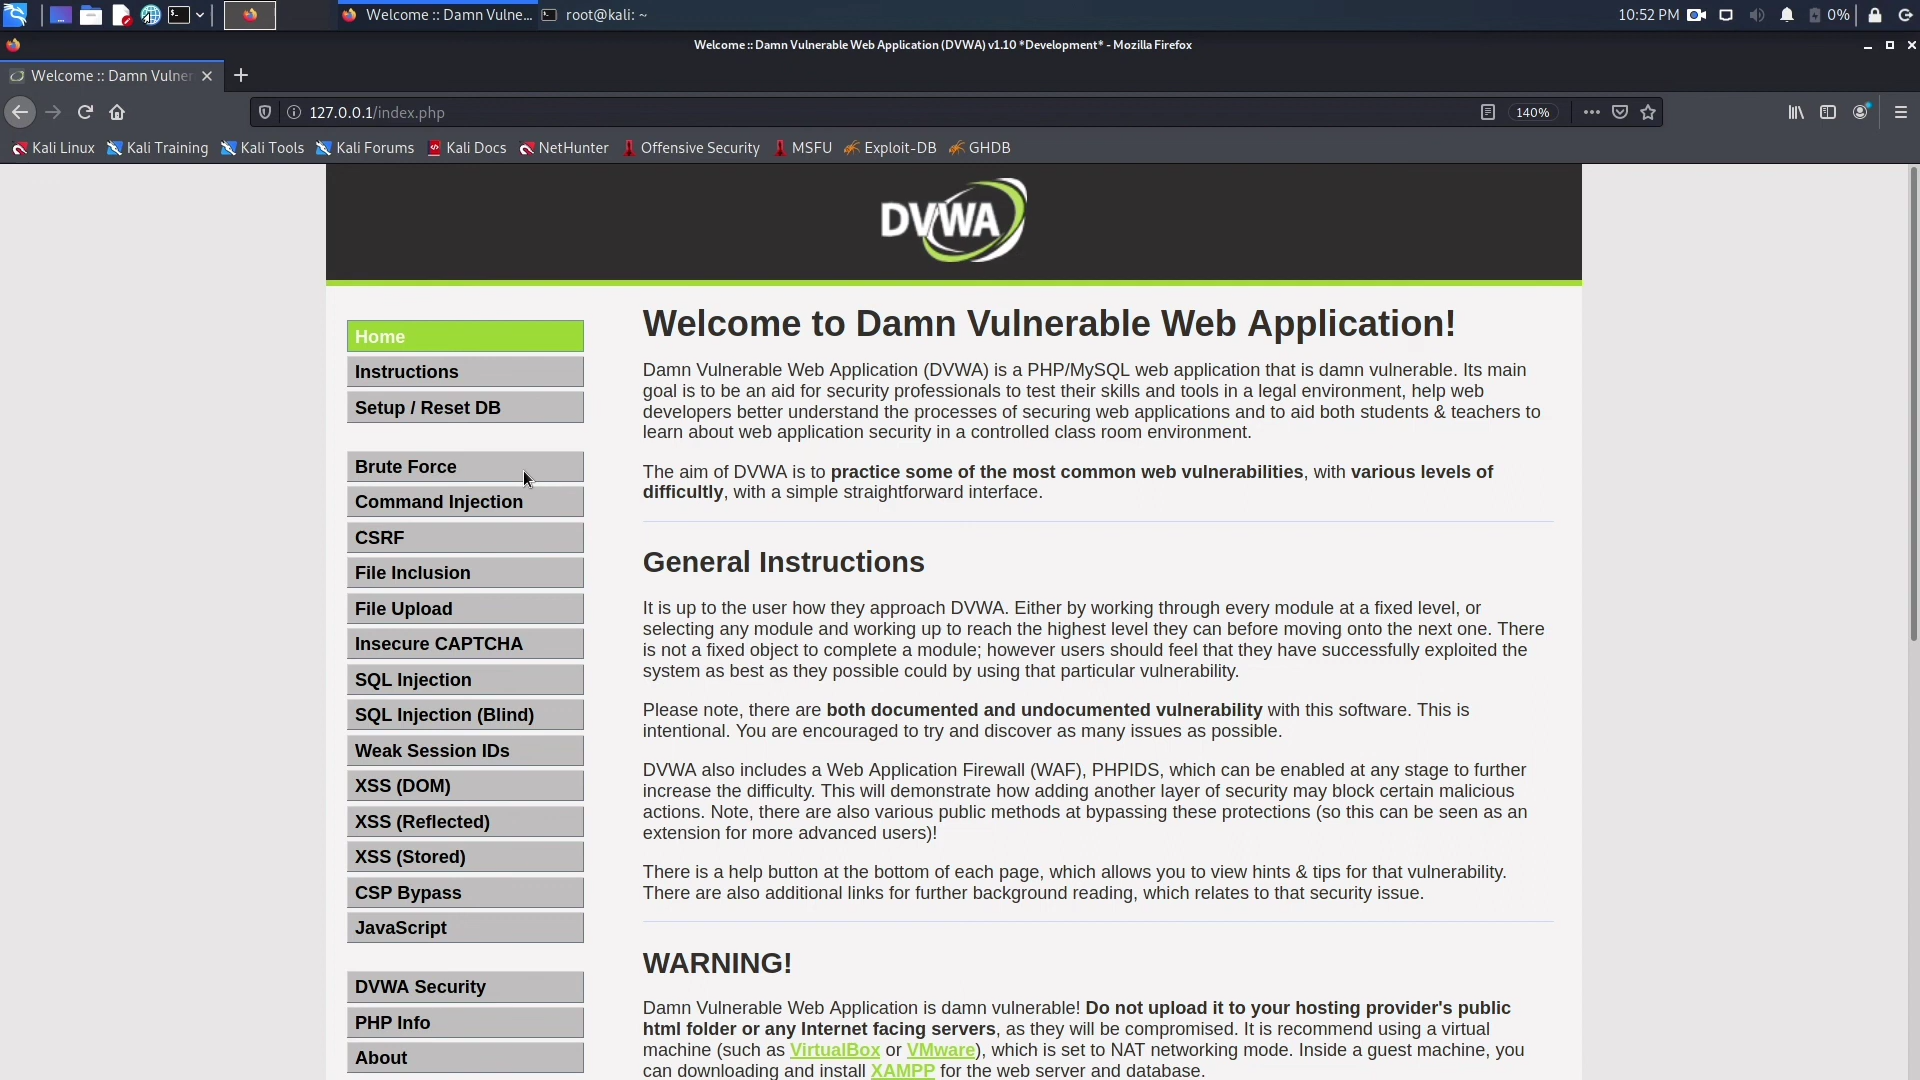 Welcome :: Damn Vulne...
root@kali: ~
10:52 PM
0%
Welcome :: Damn Vulnerable Web Application (DVWA) v1.10 *Development* - Mozilla Firefox
Welcome :: Damn Vulner
127.0.0.1/index.php
140%
Kali Linux
Kali Training
Kali Tools
Kali Forums
Kali Docs
NetHunter
Offensive Security
MSFU
Exploit-DB
GHDB
DVWA
Home
Instructions
Setup / Reset DB
Brute Force
Command Injection
CSRF
File Inclusion
File Upload
Insecure CAPTCHA
SQL Injection
SQL Injection (Blind)
Weak Session IDs
XSS (DOM)
XSS (Reflected)
XSS (Stored)
CSP Bypass
JavaScript
DVWA Security
PHP Info
About
Welcome to Damn Vulnerable Web Application!
Damn Vulnerable Web Application (DVWA) is a PHP/MySQL web application that is damn vulnerable. Its main
goal is to be an aid for security professionals to test their skills and tools in a legal environment, help web
developers better understand the processes of securing web applications and to aid both students & teachers to
learn about web application security in a controlled class room environment.
The aim of DVWA is to practice some of the most common web vulnerabilities, with various levels of
difficultly, with a simple straightforward interface.
General Instructions
It is up to the user how they approach DVWA. Either by working through every module at a fixed level, or
selecting any module and working up to reach the highest level they can before moving onto the next one. There
is not a fixed object to complete a module; however users should feel that they have successfully exploited the
system as best as they possible could by using that particular vulnerability.
Please note, there are both documented and undocumented vulnerability with this software. This is
intentional. You are encouraged to try and discover as many issues as possible.
DVWA also includes a Web Application Firewall (WAF), PHPIDS, which can be enabled at any stage to further
increase the difficulty. This will demonstrate how adding another layer of security may block certain malicious
actions. Note, there are also various public methods at bypassing these protections (so this can be seen as an
extension for more advanced users)!
There is a help button at the bottom of each page, which allows you to view hints & tips for that vulnerability.
There are also additional links for further background reading, which relates to that security issue.
WARNING!
Damn Vulnerable Web Application is damn vulnerable! Do not upload it to your hosting provider's public
html folder or any Internet facing servers, as they will be compromised. It is recommend using a virtual
machine (such as VirtualBox or VMware), which is set to NAT networking mode. Inside a guest machine, you
can downloading and install XAMPP for the web server and database.